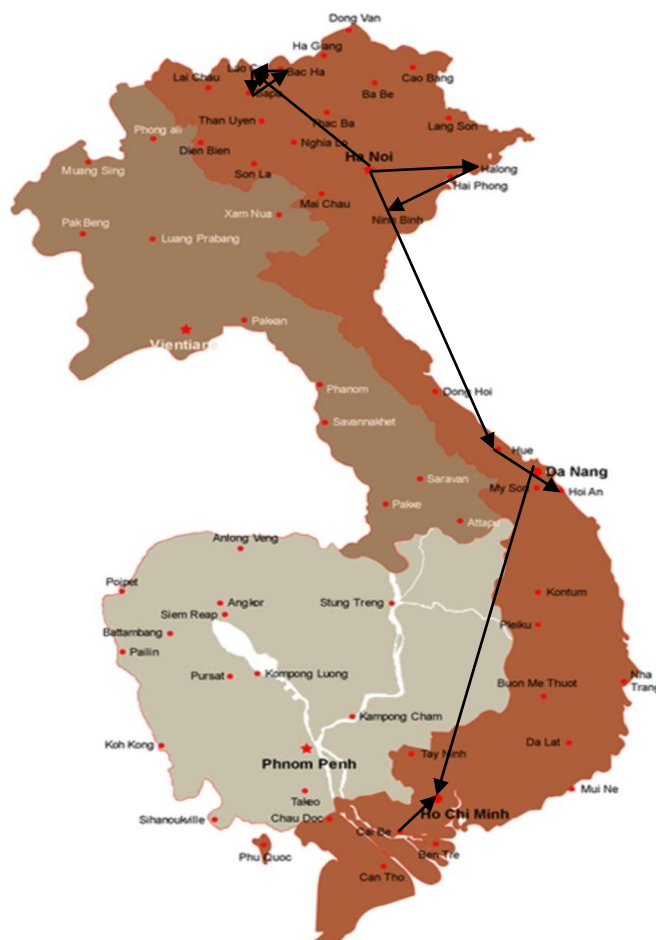 Dong Van
Ha Giang
Lao
Bac Ha
Lai Chau
Sapa
Ba Be
Cao Bang
Than Uyen
Thac Ba
Lang Son
Phong ali
Dien Bien
Nghia Lo
Ha Noi
Muang Sing
Son La
Halong
Hai Phong
Mai Chau
Xam Nua
Ninh Binh
Pak Beng
Luang Prabang
Pakxan
Vientiane
Phanom
Dong Hoi
Savannakhet
Hue
Da Nang
Saravan
My Son
Hoi An
Pakke
Attapu
Anlong Veng
Poipet
Angkor
Stung Treng
Kontum
Siem Reap
Battambang
Pleiku
Pailin
Pursat
Kompong Luong
Buon Me Thuot
Nha
Trang
Kampong Cham
Koh Kong
Phnom Penh
Tay Ninh
Da Lat
Takeo
Mui Ne
Sihanoukville
Chau Doc
Ho Chi Minh
Cai Be
Phu Quoc
Ben Tre
Can Tho